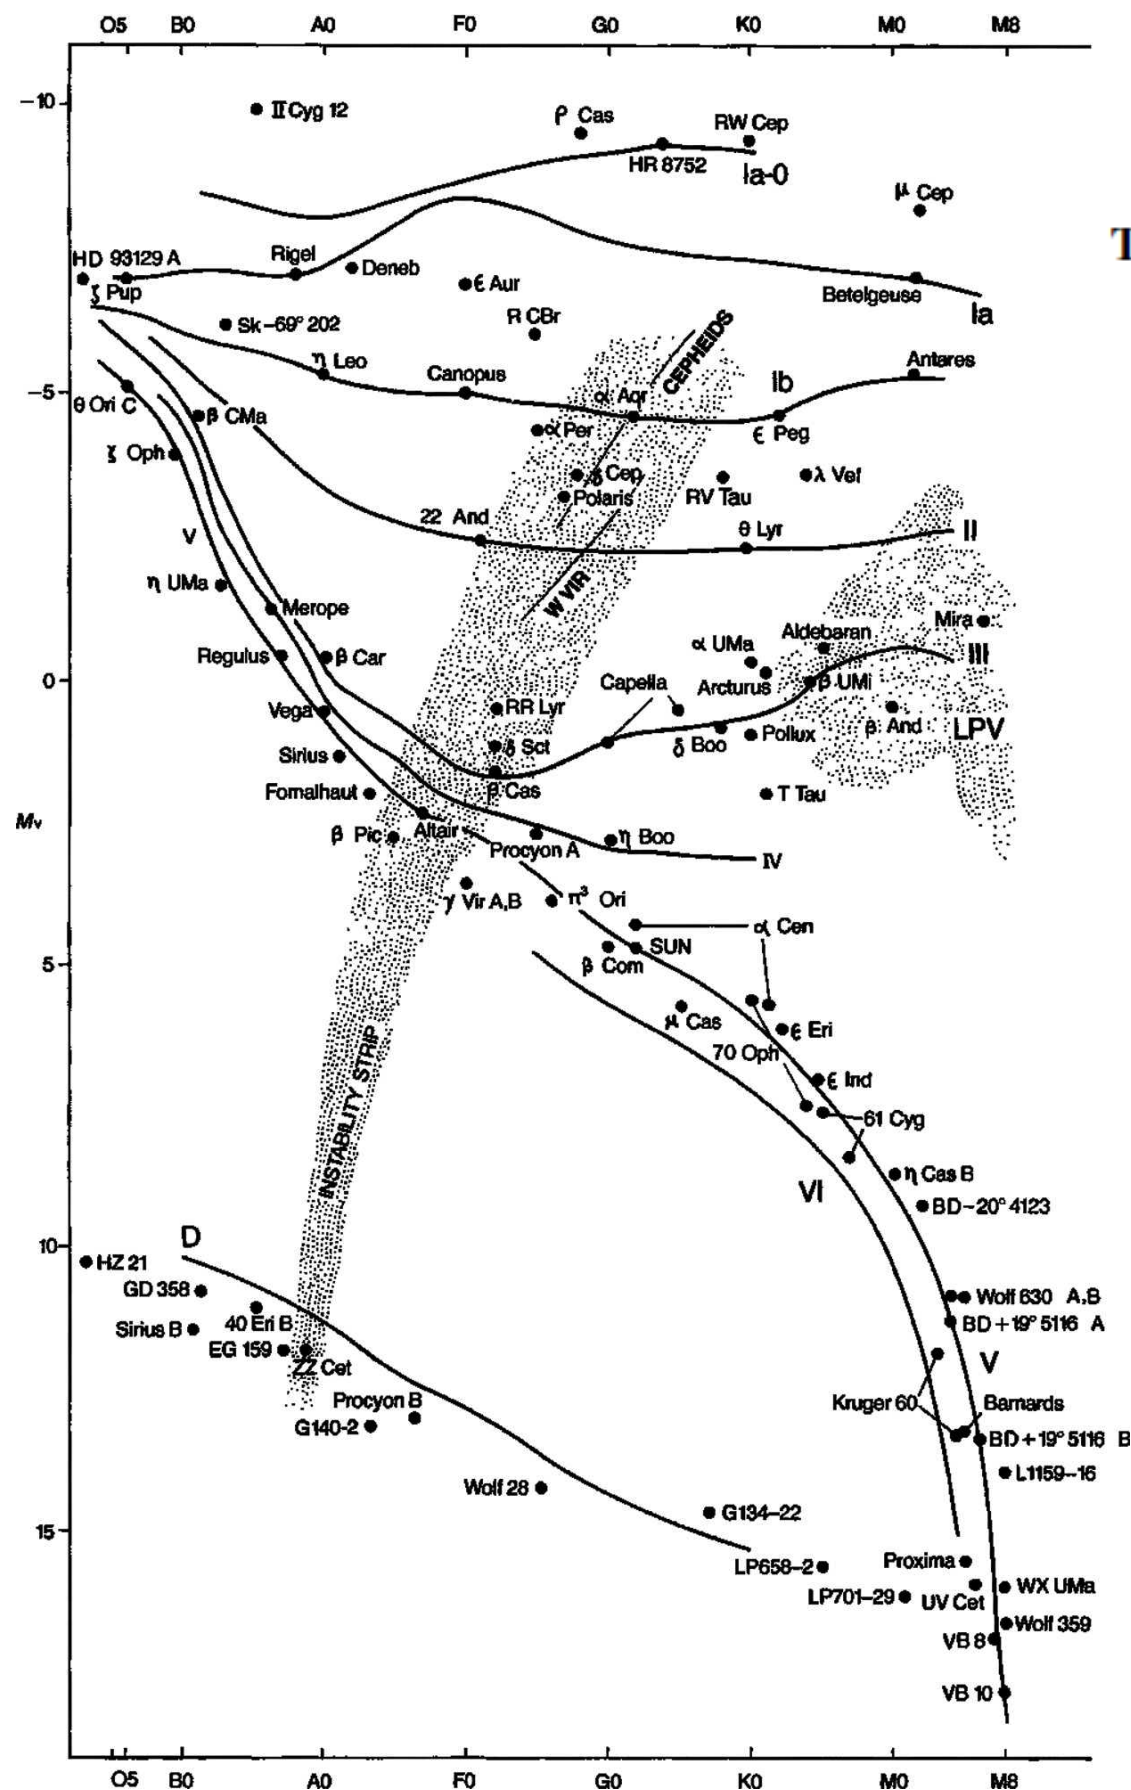 O5 B0 A0 F0 G0 K0 M0 M8
-10
II Cyg 12
ρ Cas
RW Cep
HR 8752
Ia-0
μ Cep
T
HD 93129 A
Rigel
Deneb
ζ Pup
ε Aur
Betelgeuse
Ia
Sk -69° 202
R CBr
CEPHEIDS
η Leo
Canopus
Ib
Antares
-5
θ Ori C
β CMa
α Aqr
ε Peg
α Per
ζ Oph
δ Cep
λ Vel
Polaris
RV Tau
22 And
θ Lyr
II
V
W VIR
η UMa
Merope
Mira
α UMa
Aldebaran
Regulus
β Car
III
0
Capella
Arcturus
β UMi
Vega
RR Lyr
β And
LPV
Sirius
δ Sct
δ Boo
Pollux
Fomalhaut
β Cas
T Tau
Mv
β Pic
Altair
η Boo
Procyon A
IV
γ Vir A,B
π³ Ori
α Cen
SUN
5
β Com
μ Cas
ε Eri
70 Oph
INSTABILITY STRIP
ε Ind
61 Cyg
VI
η Cas B
BD-20° 4123
D
10
HZ 21
GD 358
Wolf 630 A,B
40 Eri B
Sirius B
BD+19° 5116 A
EG 159
ZZ Cet
V
Procyon B
Kruger 60
Barnards
G140-2
BD+19° 5116 B
L1159-16
Wolf 28
G134-22
15
Proxima
LP658-2
LP701-29
UV Cet
WX UMa
Wolf 359
VB 8
VB 10
O5 B0 A0 F0 G0 K0 M0 M8